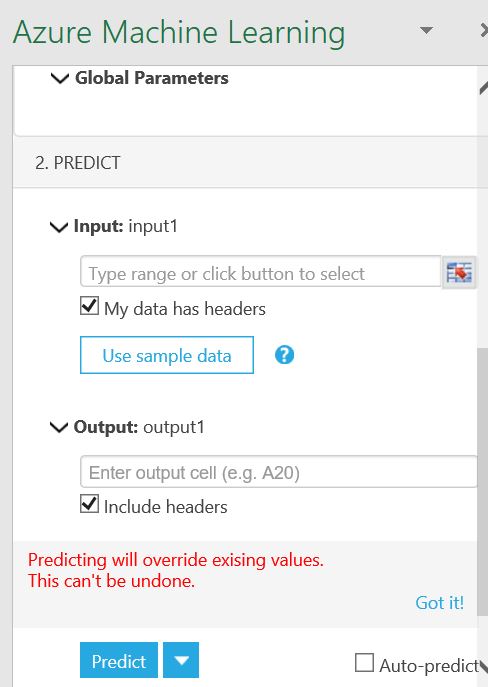 Azure Machine Learning
Global Parameters
2. PREDICT
Input: input1
Type range or click button to select
My data has headers
Use sample data
?
Output: output1
Enter output cell (e.g. A20)
Include headers
Predicting will override exising values.
This can't be undone.
Got it!
Predict
Auto-predict